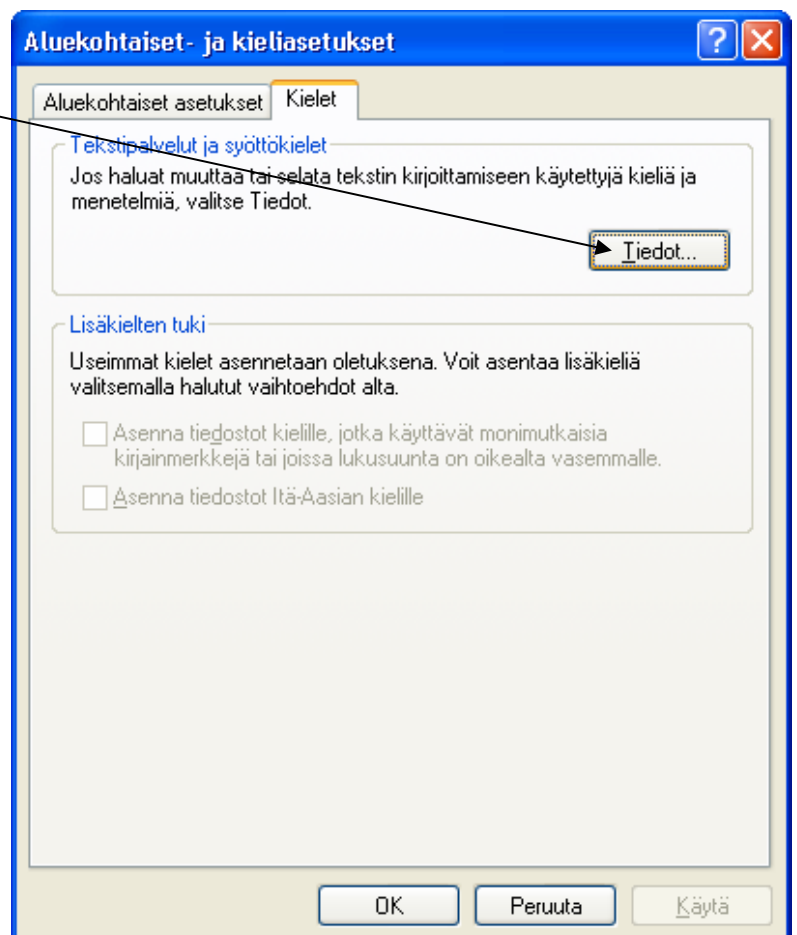 Aluekohtaiset- ja kieliasetukset
Aluekohtaiset asetukset Kielet
Tekstipalvelut ja syöttökielet
Jos haluat muuttaa tai selata tekstin kirjoittamiseen käytettyjä kieliä ja
menetelmiä, valitse Tiedot.
Tiedot...
Lisäkielten tuki
Useimmat kielet asennetaan oletuksena. Voit asentaa lisäkieliä
valitsemalla halutut vaihtoehdot alta.
Asenna tiedostot kielille, jotka käyttävät monimutkaisia
kirjainmerkkejä tai joissa lukusuunta on oikealta vasemmalle.
Asenna tiedostot Itä-Aasian kielille
OK Peruuta Käytä